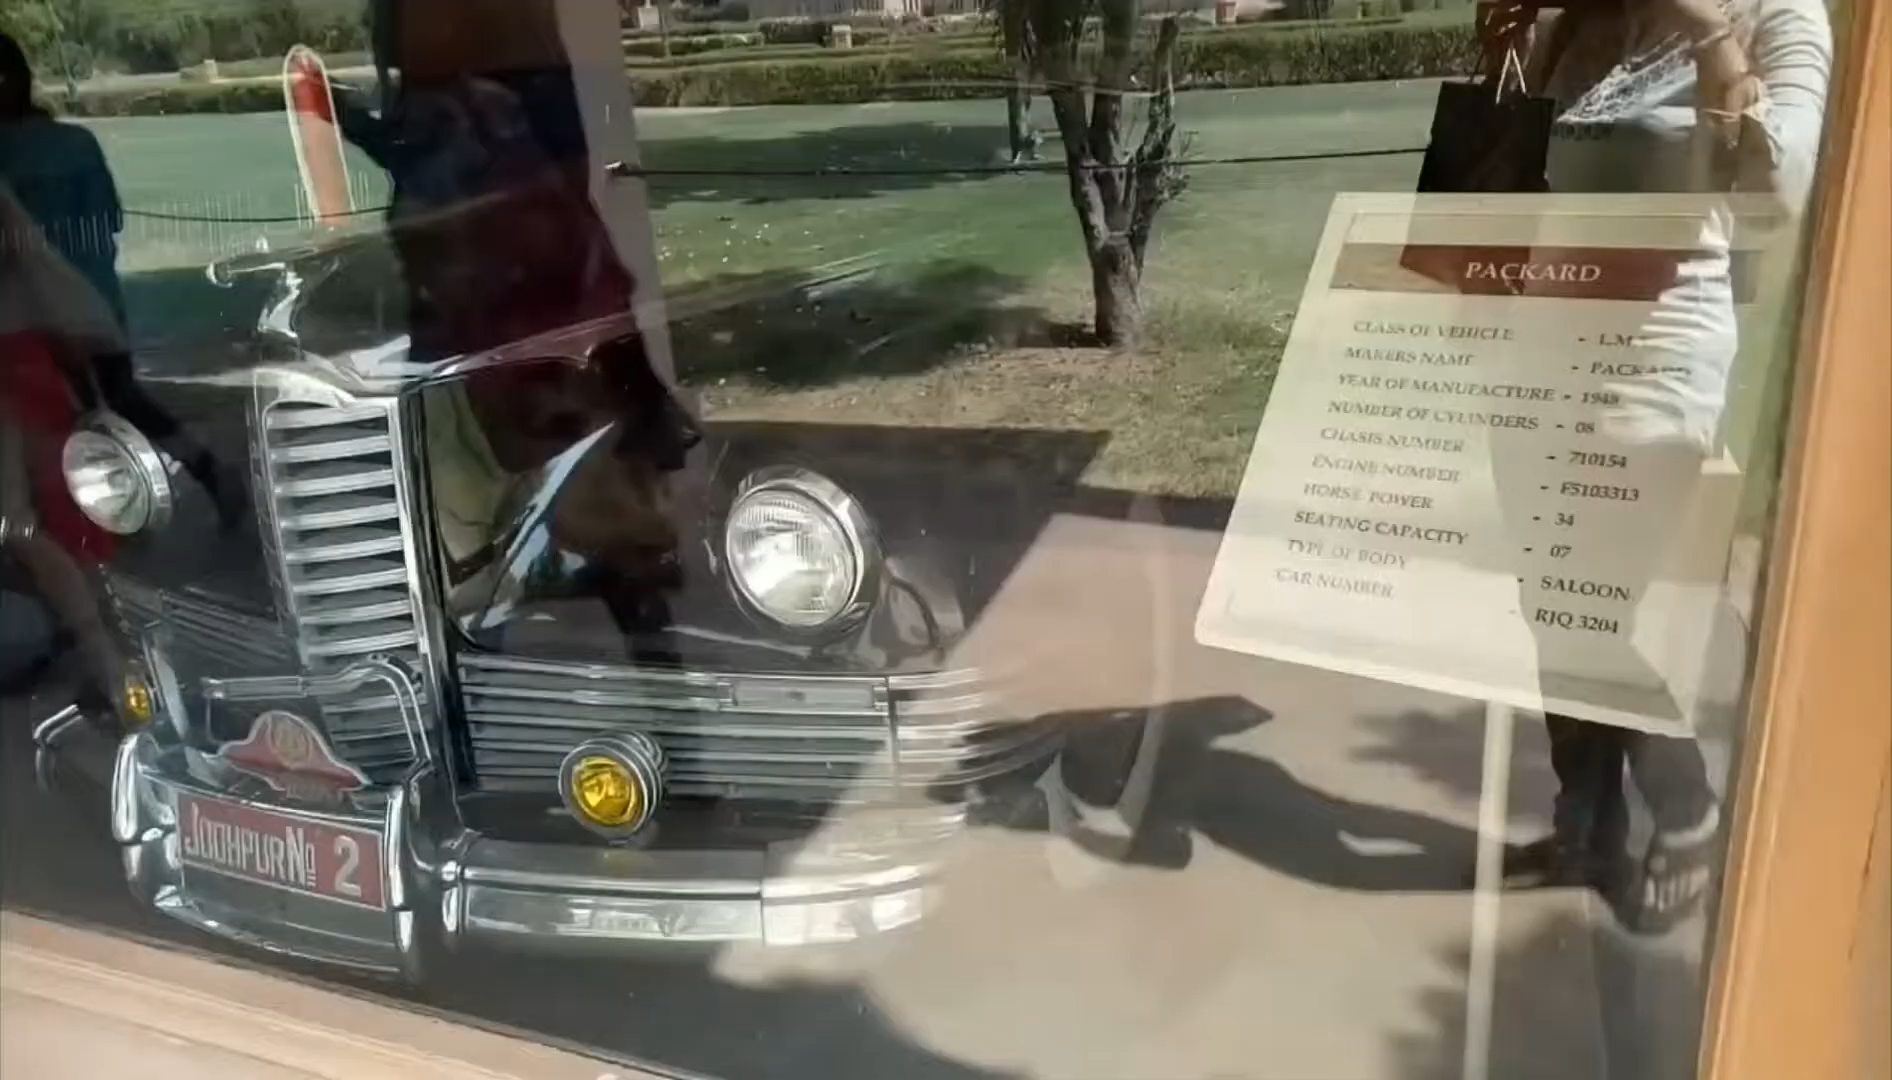 PACKARD
CLASS OF VEHICLE - L.M.
MAKERS NAME - PACKARD
YEAR OF MANUFACTURE - 1948
NUMBER OF CYLINDERS - 08
CHASIS NUMBER - 710154
ENGINE NUMBER - F5103313
HORSE POWER - 34
SEATING CAPACITY - 07
TYPE OF BODY - SALOON
CAR NUMBER - RJQ 3204
JODHPUR No 2